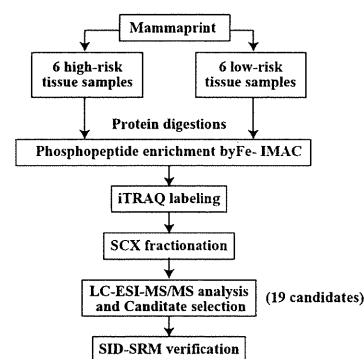 Mammaprint
6 high-risk
tissue samples
6 low-risk
tissue samples
Protein digestions
Phosphopeptide enrichment byFe- IMAC
iTRAQ labeling
SCX fractionation
LC-ESI-MS/MS analysis
and Canditate selection
(19 candidates)
SID-SRM verification